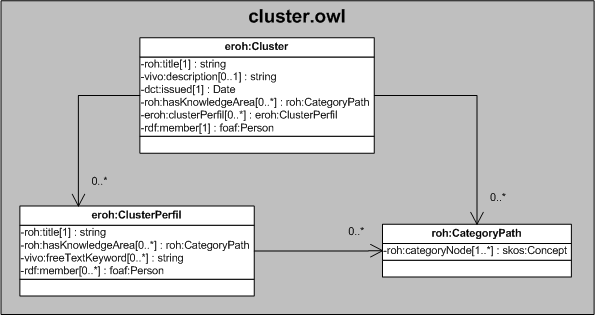 cluster.owl
eroh:Cluster
-roh:title[1] : string
-vivo:description[0..1] : string
-dct:issued[1] : Date
-roh:hasKnowledgeArea[0..*] : roh:CategoryPath
-eroh:clusterPerfil[0..*] : eroh:ClusterPerfil
-rdf:member[1] : foaf:Person
0..*
0..*
eroh:ClusterPerfil
-roh:title[1] : string
-roh:hasKnowledgeArea[0..*] : roh:CategoryPath
-vivo:freeTextKeyword[0..*] : string
-rdf:member[0..*] : foaf:Person
0..*
roh:CategoryPath
-roh:categoryNode[1..*] : skos:Concept